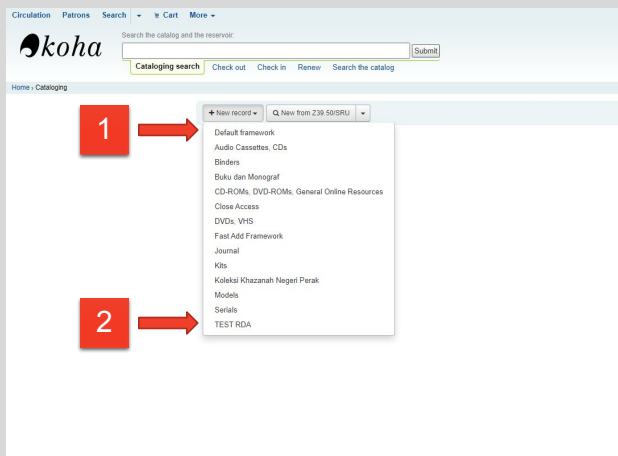 Circulation Patrons Search Cart More
koha
Search the catalog and the reservoir:
Submit
Cataloging search Check out Check in Renew Search the catalog
Home › Cataloging
+ New record New from Z39.50/SRU
1
Default framework
Audio Cassettes, CDs
Binders
Buku dan Monograf
CD-ROMs, DVD-ROMs, General Online Resources
Close Access
DVDs, VHS
Fast Add Framework
Journal
Kits
Koleksi Khazanah Negeri Perak
Models
Serials
2
TEST RDA